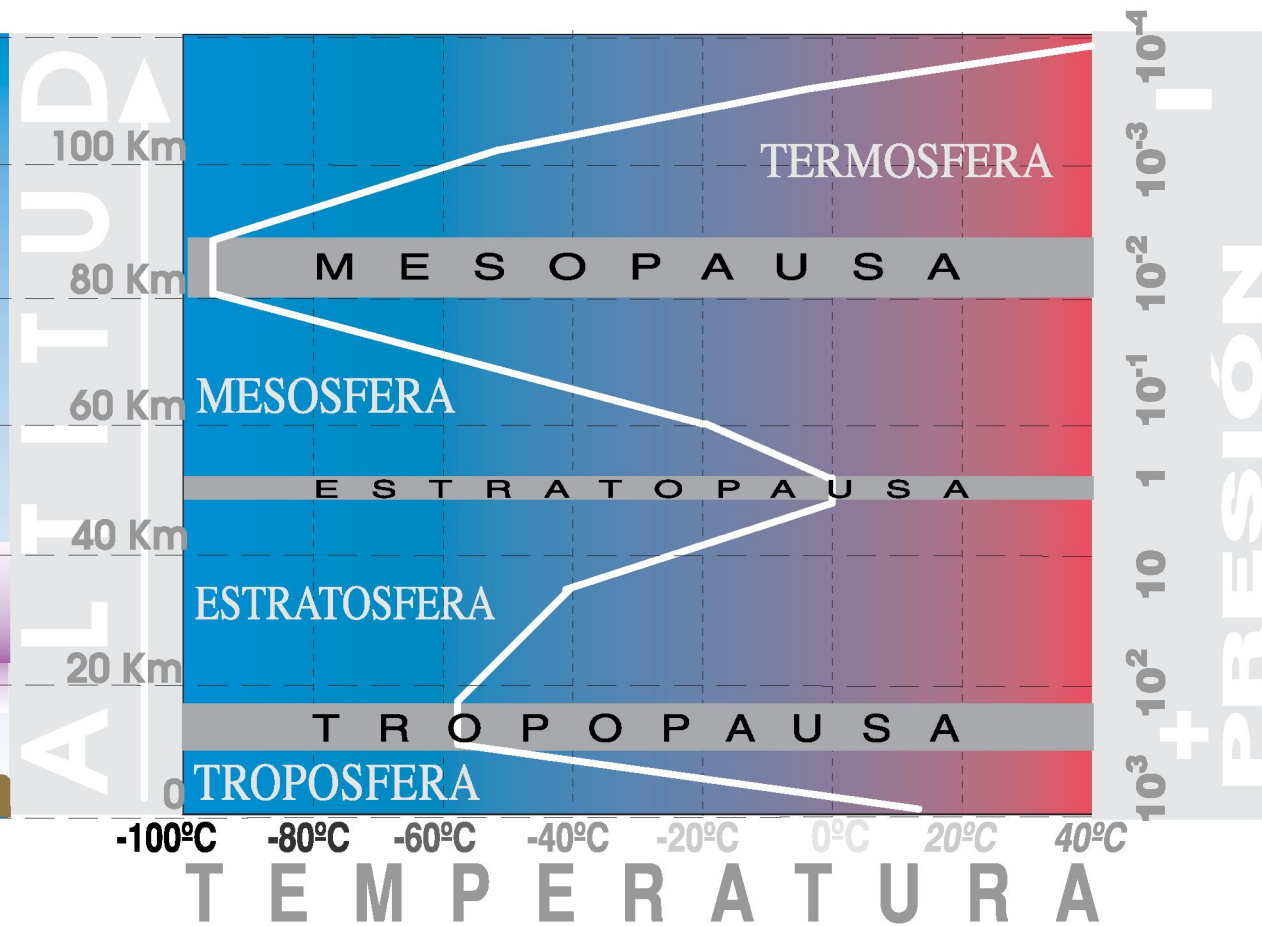 ALTITUD
100 Km
80 Km
60 Km
40 Km
20 Km
0
TERMOSFERA
MESOPAUSA
MESOSFERA
ESTRATOPAUSA
ESTRATOSFERA
TROPOPAUSA
TROPOSFERA
10⁻⁴
10⁻³
10⁻²
10⁻¹
1
10
10²
10³
-
PRESIÓN
+
-100ºC -80ºC -60ºC -40ºC -20ºC 0ºC 20ºC 40ºC
TEMPERATURA